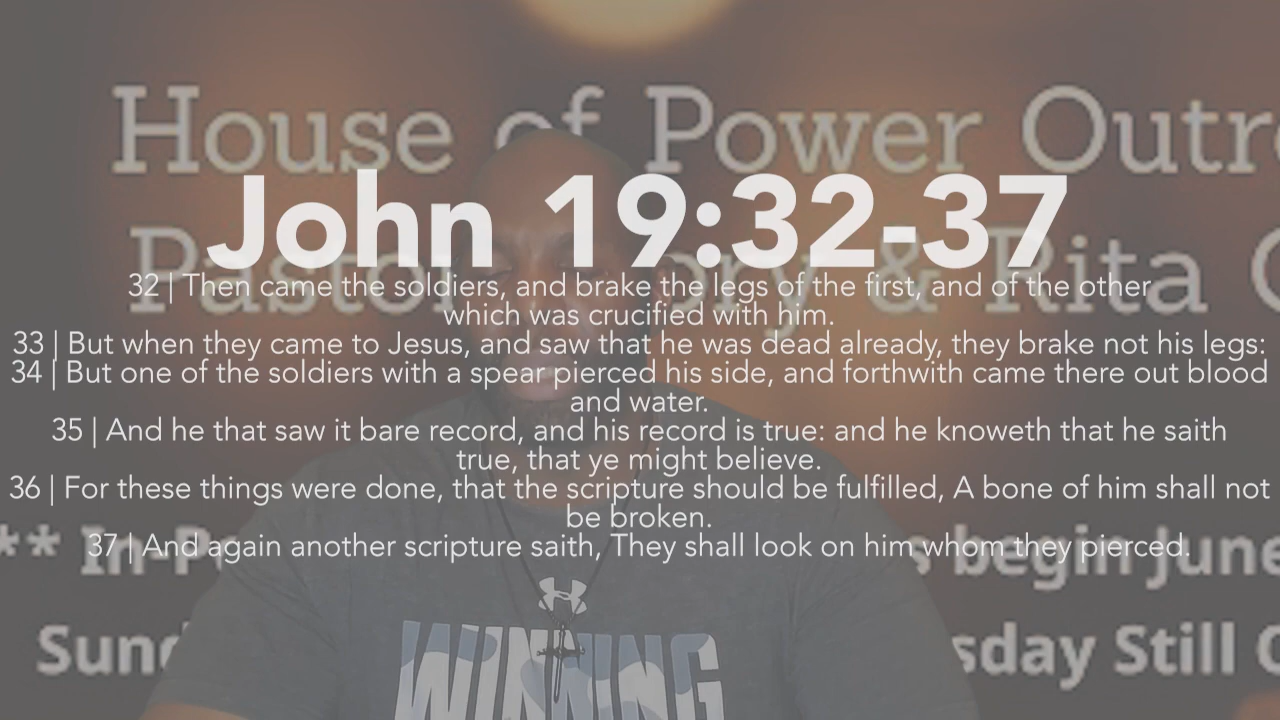 House of Power Outr
John 19:32-37
Pasto ory & Rita
32 | Then came the soldiers, and brake the legs of the first, and of the other
which was crucified with him.
33 | But when they came to Jesus, and saw that he was dead already, they brake not his legs:
34 | But one of the soldiers with a spear pierced his side, and forthwith came there out blood
and water.
35 | And he that saw it bare record, and his record is true: and he knoweth that he saith
true, that ye might believe.
36 | For these things were done, that the scripture should be fulfilled, A bone of him shall not
be broken.
37 | And again another scripture saith, They shall look on him whom they pierced.
** In-P s begin June
Sund sday Still
WINNING